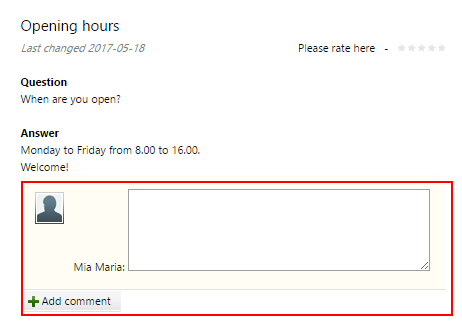 Opening hours
Last changed 2017-05-18
Please rate here -
Question
When are you open?
Answer
Monday to Friday from 8.00 to 16.00.
Welcome!
Mia Maria:
Add comment